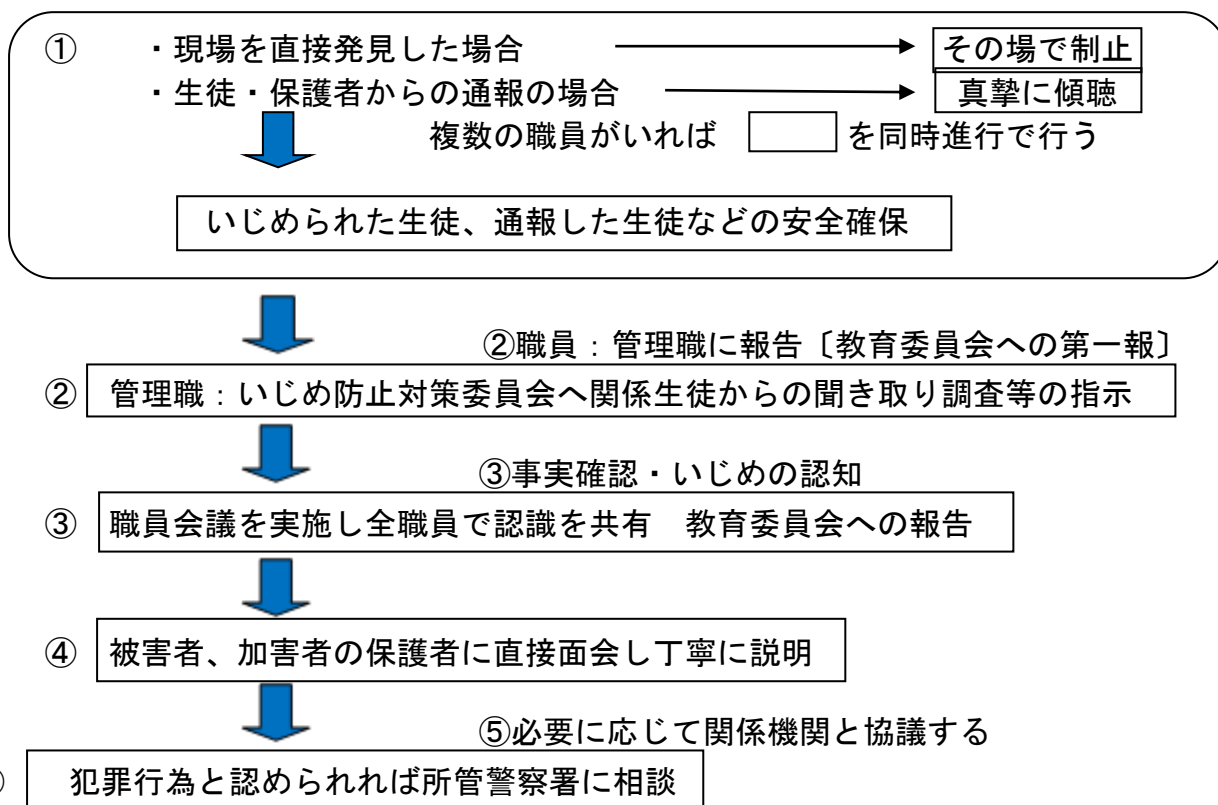 ① ・現場を直接発見した場合 その場で制止
・生徒・保護者からの通報の場合 真摯に傾聴
複数の職員がいれば を同時進行で行う
いじめられた生徒、通報した生徒などの安全確保
②職員：管理職に報告〔教育委員会への第一報〕
② 管理職：いじめ防止対策委員会へ関係生徒からの聞き取り調査等の指示
③事実確認・いじめの認知
③ 職員会議を実施し全職員で認識を共有　教育委員会への報告
④ 被害者、加害者の保護者に直接面会し丁寧に説明
⑤必要に応じて関係機関と協議する
犯罪行為と認められれば所管警察署に相談